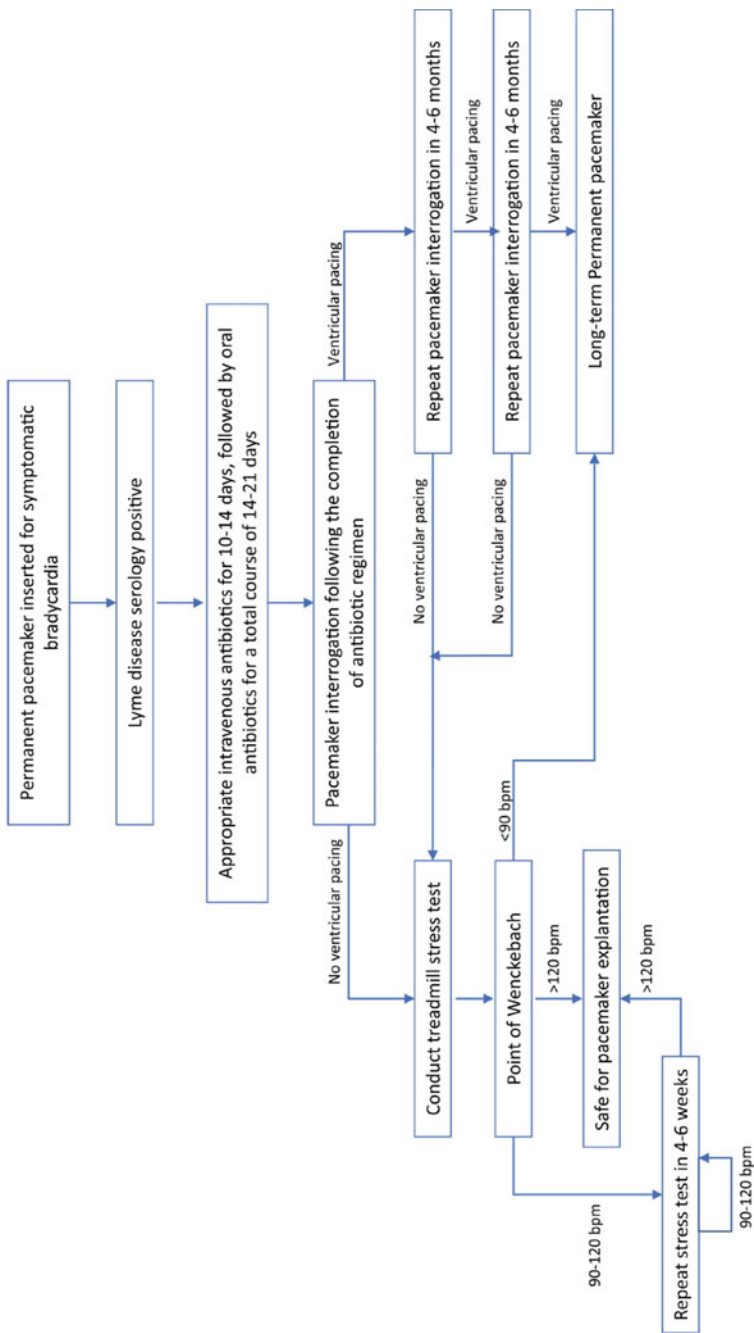 Permanent pacemaker inserted for symptomatic
bradycardia
Lyme disease serology positive
Appropriate intravenous antibiotics for 10-14 days, followed by oral
antibiotics for a total course of 14-21 days
Pacemaker interrogation following the completion
of antibiotic regimen
No ventricular pacing
Ventricular pacing
Conduct treadmill stress test
No ventricular pacing
Repeat pacemaker interrogation in 4-6 months
Ventricular pacing
Point of Wenckebach
No ventricular pacing
Repeat pacemaker interrogation in 4-6 months
<90 bpm
Ventricular pacing
90-120 bpm
>120 bpm
Safe for pacemaker explantation
Long-term Permanent pacemaker
>120 bpm
Repeat stress test in 4-6 weeks
90-120 bpm